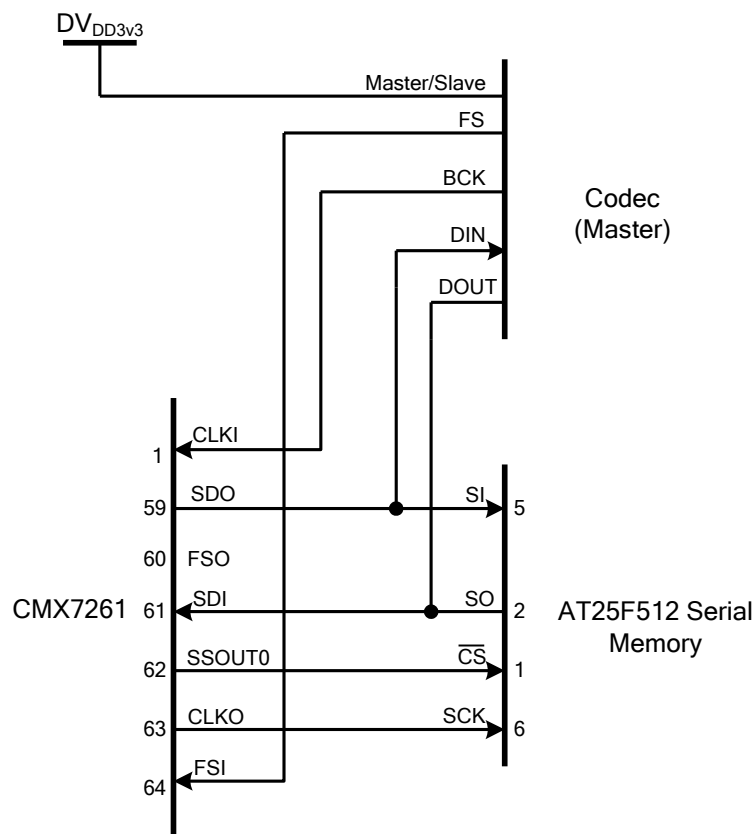 DVDD3v3
Master/Slave
FS
BCK
DIN
DOUT
Codec
(Master)
1 CLKI
59 SDO SI 5
60 FSO
CMX7261 61 SDI SO 2 AT25F512 Serial
Memory
62 SSOUT0 CS 1
63 CLKO SCK 6
64 FSI